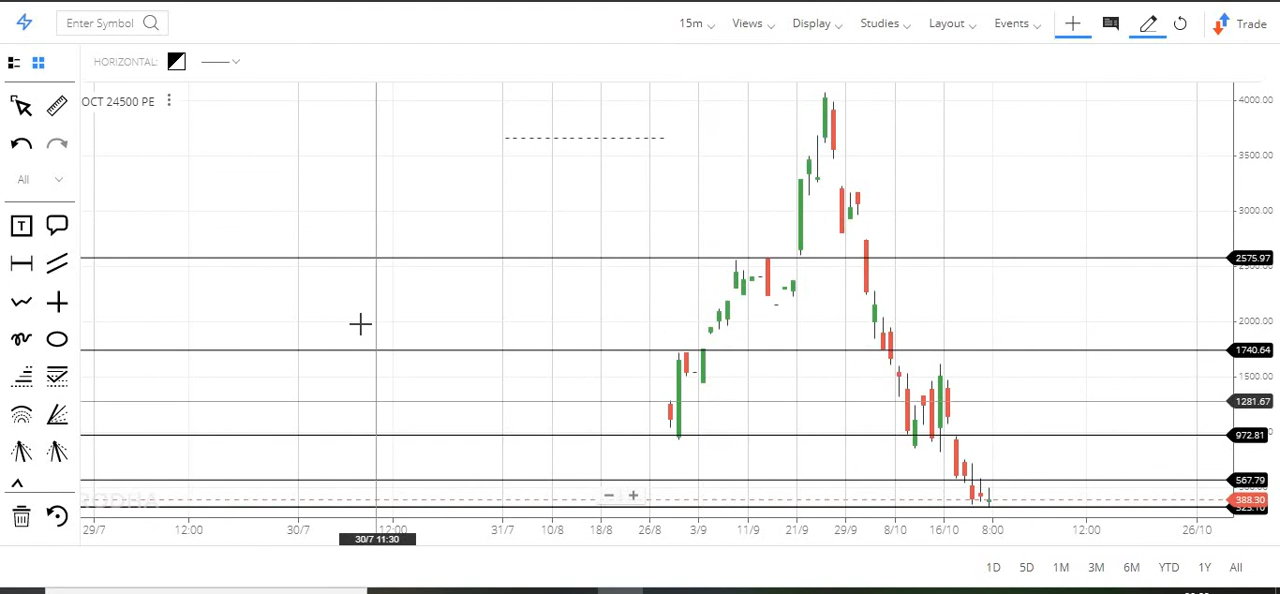 Enter Symbol 15m Views Display Studies Layout Events Trade
HORIZONTAL:
OCT 24500 PE
All
T
4000.00
3500.00
3000.00
2575.97
2000.00
1740.64
1500.00
1281.67
972.81
567.79
388.30
29/7 12:00 30/7 12:00 31/7 10/8 18/8 26/8 3/9 11/9 21/9 29/9 8/10 16/10 8:00 12:00 26/10
30/7 11:30
1D 5D 1M 3M 6M YTD 1Y All